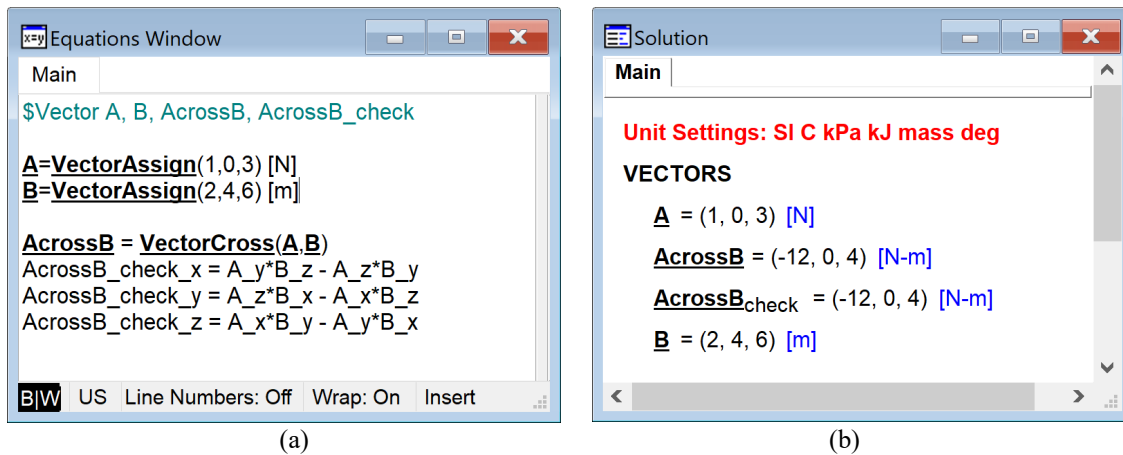 x=y Equations Window
Main
$Vector A, B, AcrossB, AcrossB_check
A=VectorAssign(1,0,3) [N]
B=VectorAssign(2,4,6) [m]
AcrossB = VectorCross(A,B)
AcrossB_check_x = A_y*B_z - A_z*B_y
AcrossB_check_y = A_z*B_x - A_x*B_z
AcrossB_check_z = A_x*B_y - A_y*B_x
B|W US Line Numbers: Off Wrap: On Insert
(a)
Solution
Main
Unit Settings: SI C kPa kJ mass deg
VECTORS
A = (1, 0, 3) [N]
AcrossB = (-12, 0, 4) [N-m]
AcrossBcheck = (-12, 0, 4) [N-m]
B = (2, 4, 6) [m]
(b)